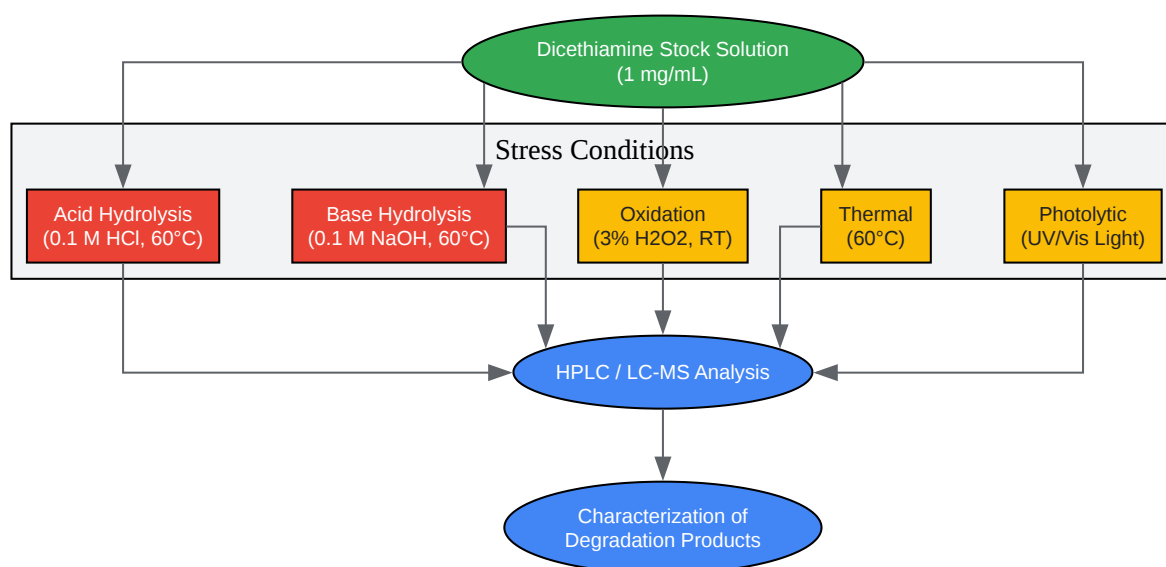 Dicethiamine Stock Solution
(1 mg/mL)
Stress Conditions
Acid Hydrolysis
(0.1 M HCl, 60°C)
Base Hydrolysis
(0.1 M NaOH, 60°C)
Oxidation
(3% H2O2, RT)
Thermal
(60°C)
Photolytic
(UV/Vis Light)
HPLC / LC-MS Analysis
Characterization of
Degradation Products